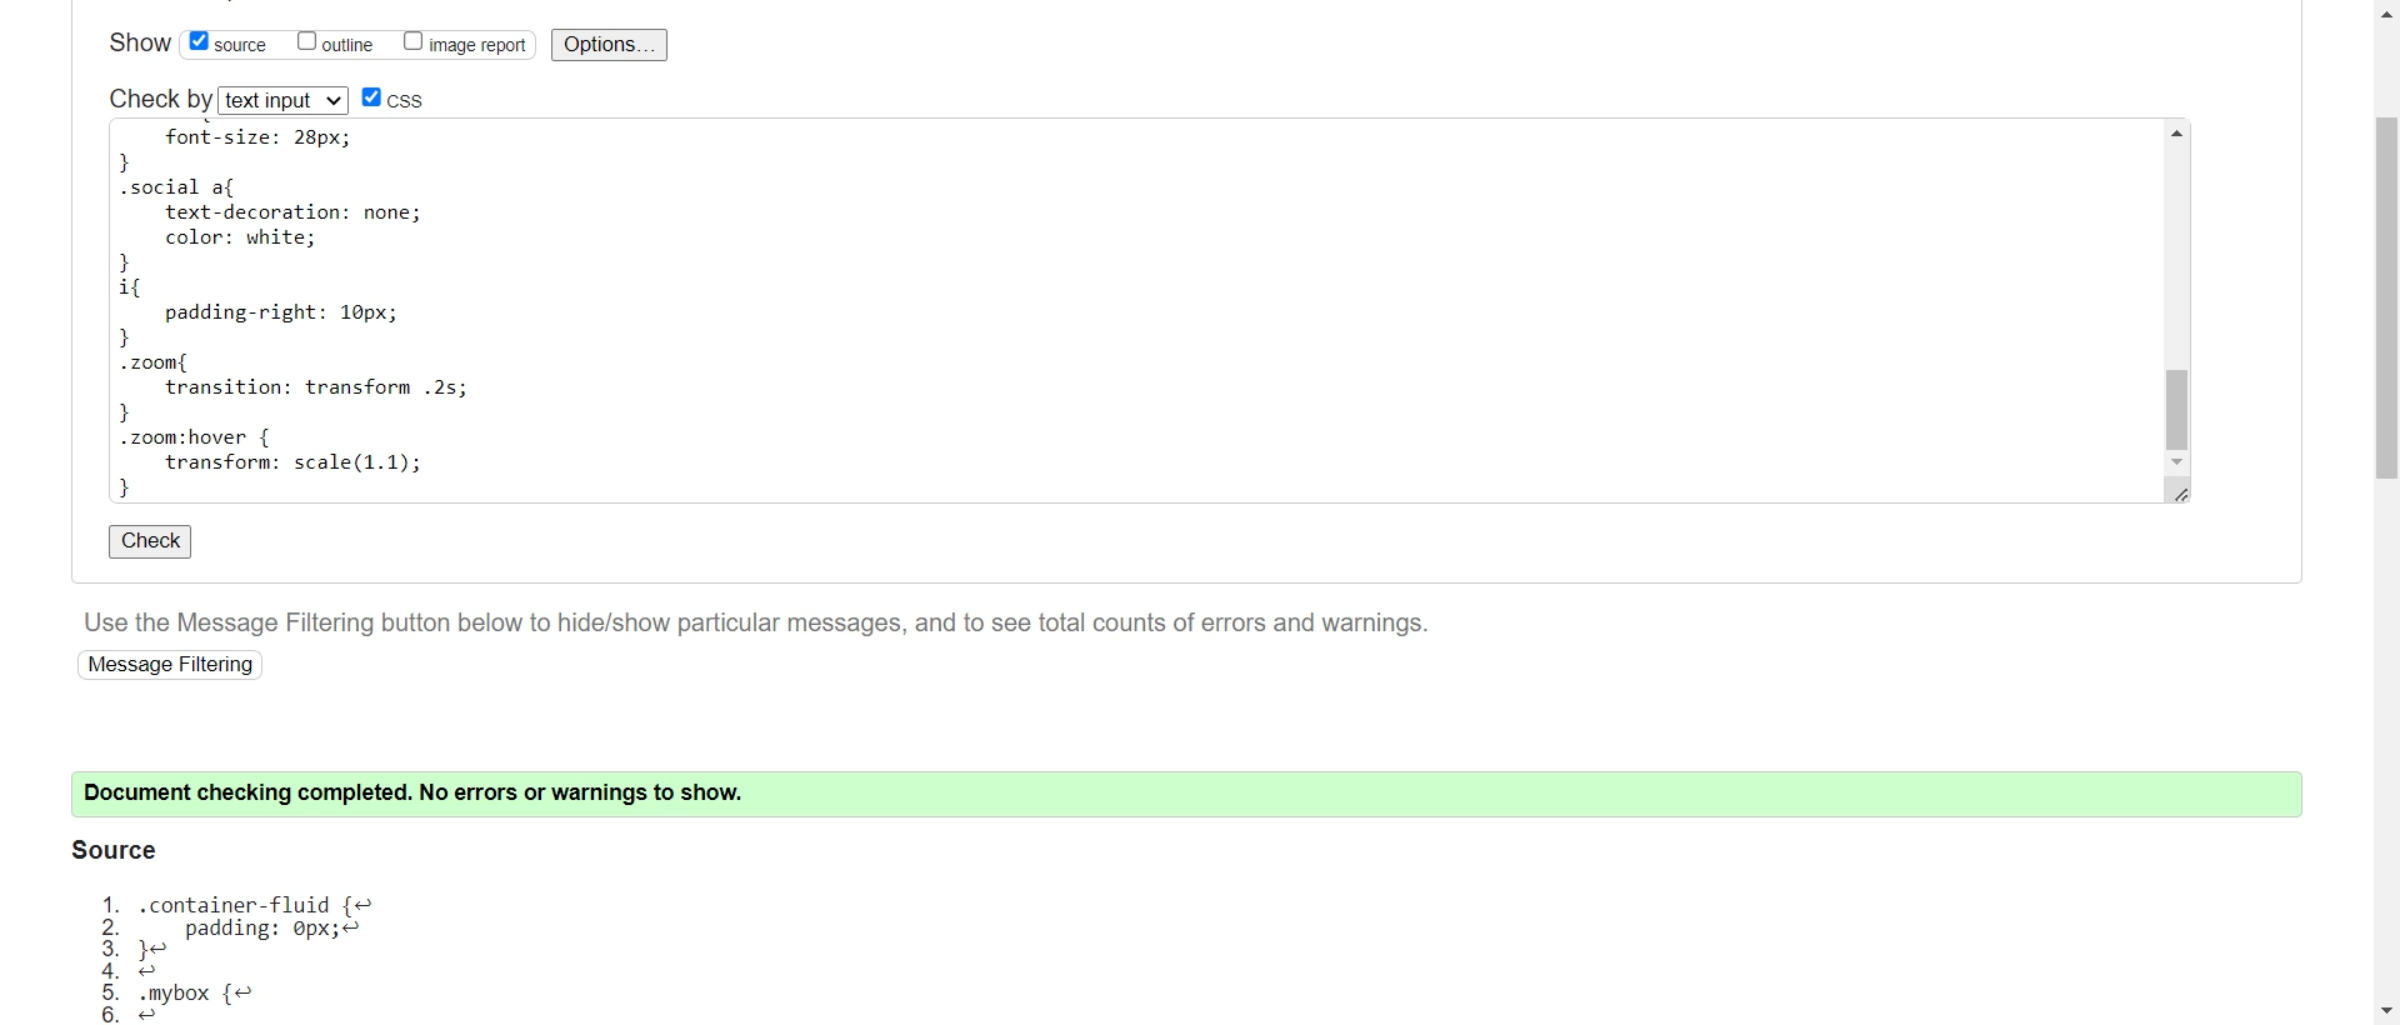 Show source outline image report Options...
Check by text input CSS
font-size: 28px;
}
.social a{
text-decoration: none;
color: white;
}
i{
padding-right: 10px;
}
.zoom{
transition: transform .2s;
}
.zoom:hover {
transform: scale(1.1);
}
Check
Use the Message Filtering button below to hide/show particular messages, and to see total counts of errors and warnings.
Message Filtering
Document checking completed. No errors or warnings to show.
Source
1. .container-fluid {↩
2. padding: 0px;↩
3. }↩
4. ↩
5. .mybox {↩
6. ↩